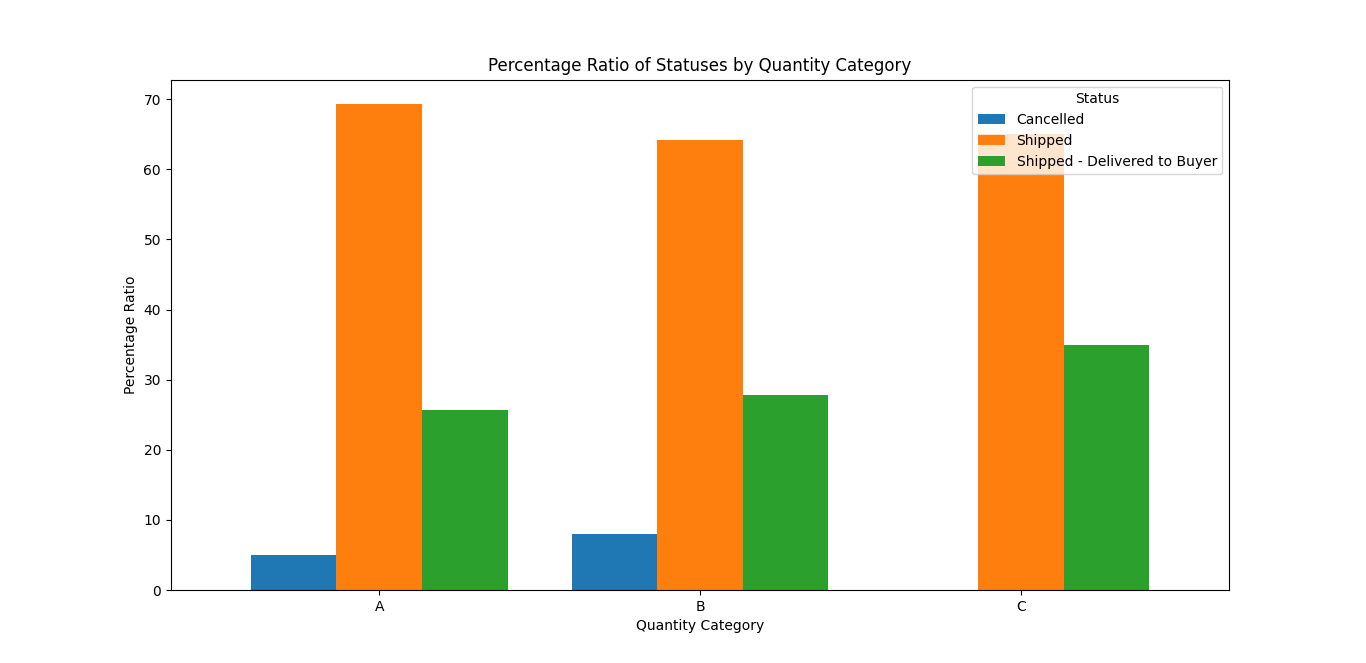 Percentage Ratio of Statuses by Quantity Category
Status
Cancelled
Shipped
Shipped - Delivered to Buyer
70
60
50
40
30
20
10
0
Percentage Ratio
A
B
C
Quantity Category